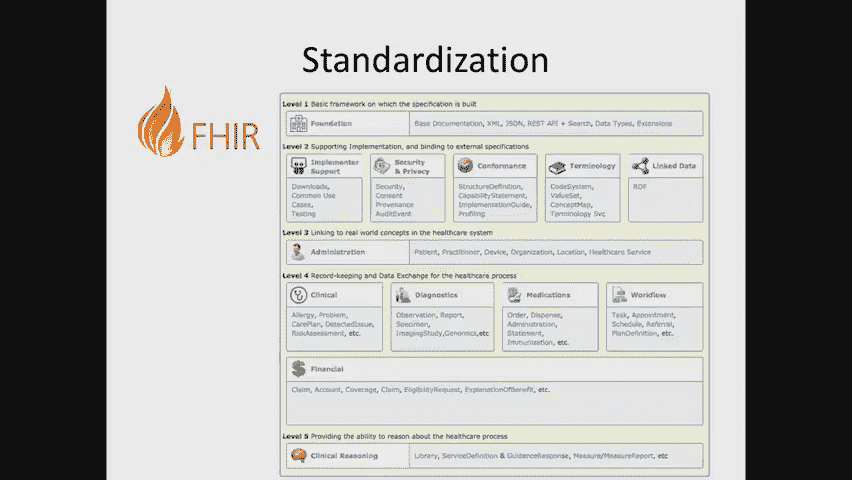 Standardization
FHIR
Level 1 Basic framework on which the specification is built
Foundation
Base Documentation, XML, JSON, REST API + Search, Data Types, Extensions
Level 2 Supporting Implementation, and binding to external specifications
Implementer
Support
Downloads,
Common Use
Cases,
Testing
Security
& Privacy
Security,
Consent
Provenance
AuditEvent
Conformance
StructureDefinition,
CapabilityStatement,
ImplementationGuide,
Profiling
Terminology
CodeSystem,
ValueSet,
ConceptMap,
Terminology Svc
Linked Data
RDF
Level 3 Linking to real world concepts in the healthcare system
Administration
Patient, Practitioner, Device, Organization, Location, Healthcare Service
Level 4 Record-keeping and Data Exchange for the healthcare process
Clinical
Allergy, Problem,
CarePlan, DetectedIssue,
RiskAssessment, etc.
Diagnostics
Observation, Report,
Specimen,
ImagingStudy,Genomics,etc
Medications
Order, Dispense,
Administration,
Statement,
Immunization, etc.
Workflow
Task, Appointment,
Schedule, Referral,
PlanDefinition, etc.
Financial
Claim, Account, Coverage, Claim, EligibilityRequest, ExplanationOfBenefit, etc.
Level 5 Providing the ability to reason about the healthcare process
Clinical Reasoning
Library, ServiceDefinition & GuidanceResponse, Measure/MeasureReport, etc